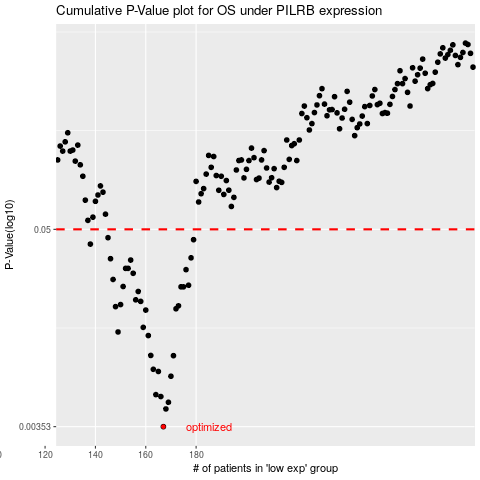 Cumulative P-Value plot for OS under PILRB expression
P-Value(log10)
0.05
0.00353
optimized
0 120 140 160 180
# of patients in 'low exp' group